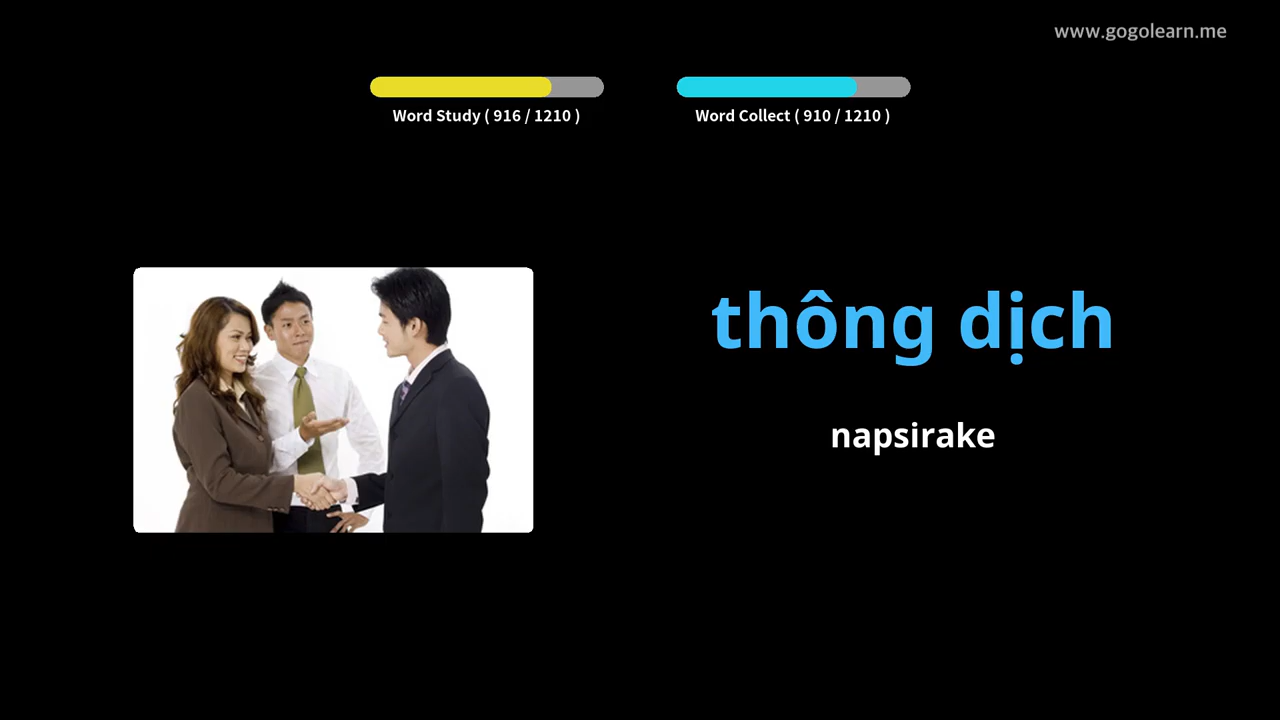 www.gogolearn.me
Word Study ( 916 / 1210 )
Word Collect ( 910 / 1210 )
thông dịch
napsirake